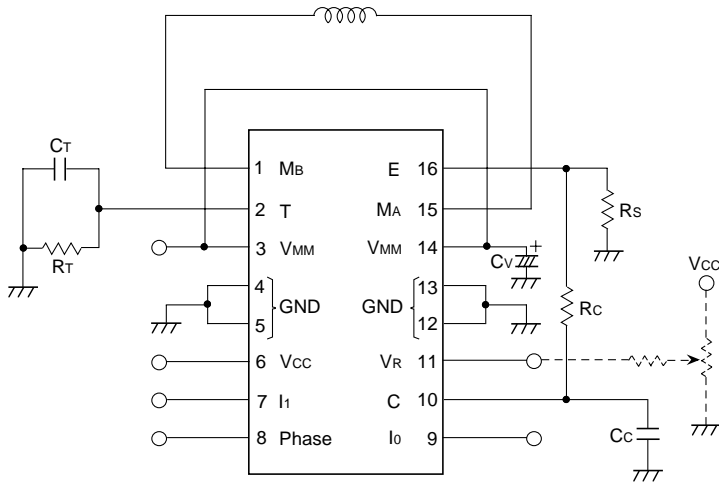 CT
RT
1 MB
2 T
3 VMM
4
GND
5
6 VCC
7 I1
8 Phase
E 16
MA 15
VMM 14
13
GND
12
VR 11
C 10
I0 9
+
CV
RS
RC
CC
VCC